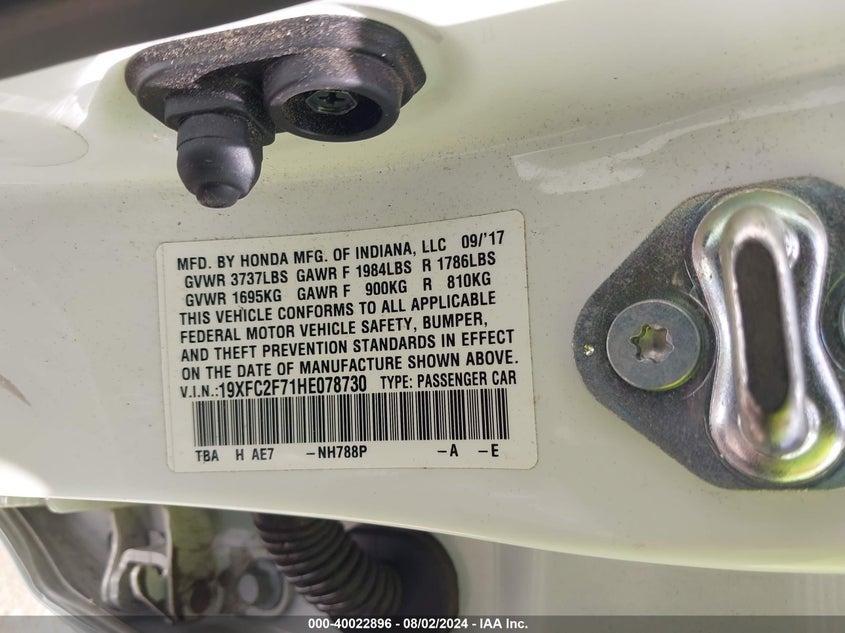 MFD. BY HONDA MFG. OF INDIANA, LLC 09/'17
GVWR 3737LBS GAWR F 1984LBS R 1786LBS
GVWR 1695KG GAWR F 900KG R 810KG
THIS VEHICLE CONFORMS TO ALL APPLICABLE
FEDERAL MOTOR VEHICLE SAFETY, BUMPER,
AND THEFT PREVENTION STANDARDS IN EFFECT
ON THE DATE OF MANUFACTURE SHOWN ABOVE.
V.I.N.:19XFC2F71HE078730 TYPE: PASSENGER CAR
TBA H AE7 -NH788P -A -E
000-40022896 - 08/02/2024 - IAA Inc.